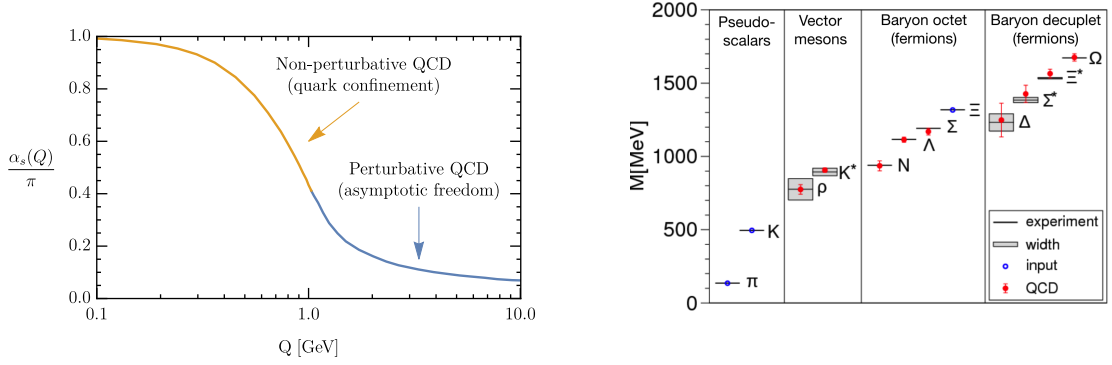 1.0
0.8
0.6
0.4
0.2
0.0
α_s(Q)
π
Non-perturbative QCD
(quark confinement)
Perturbative QCD
(asymptotic freedom)
0.1
1.0
10.0
Q [GeV]
2000
1500
1000
500
0
M[MeV]
Pseudo-
scalars
Vector
mesons
Baryon octet
(fermions)
Baryon decuplet
(fermions)
π
K
ρ
K*
N
Λ
Σ
Ξ
Δ
Σ*
Ξ*
Ω
experiment
width
input
QCD